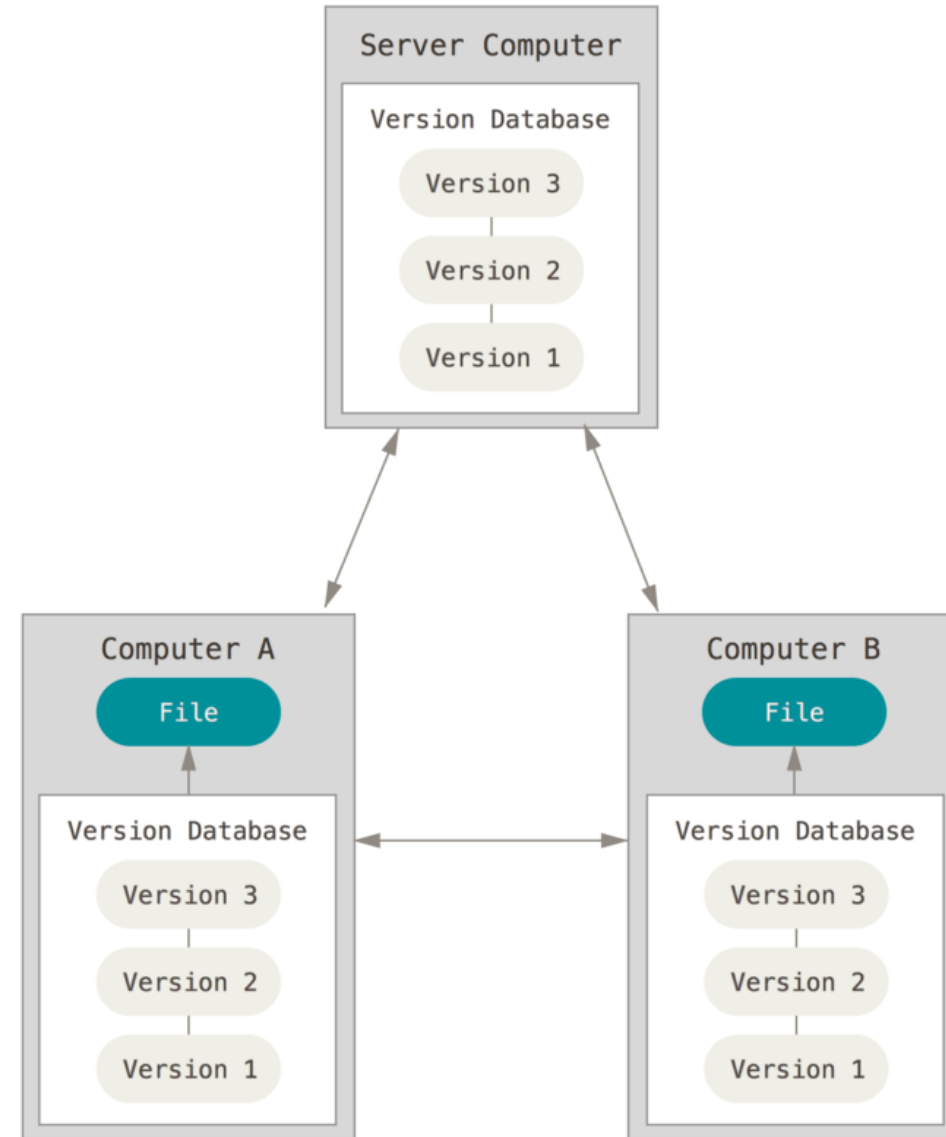 Server Computer
Version Database
Version 3
Version 2
Version 1
Computer A
File
Version Database
Version 3
Version 2
Version 1
Computer B
File
Version Database
Version 3
Version 2
Version 1